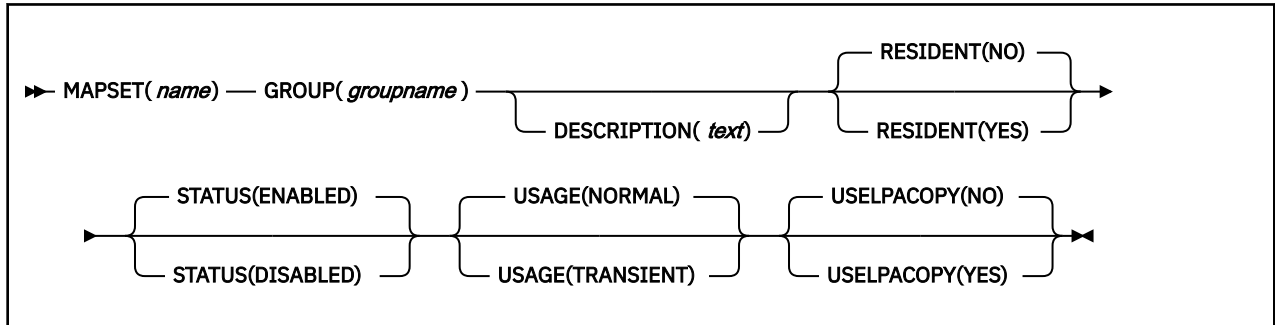 RESIDENT(NO)
MAPSET( name) GROUP( groupname )
DESCRIPTION( text) RESIDENT(YES)
STATUS(ENABLED) USAGE(NORMAL) USELPACOPY(NO)
STATUS(DISABLED) USAGE(TRANSIENT) USELPACOPY(YES)